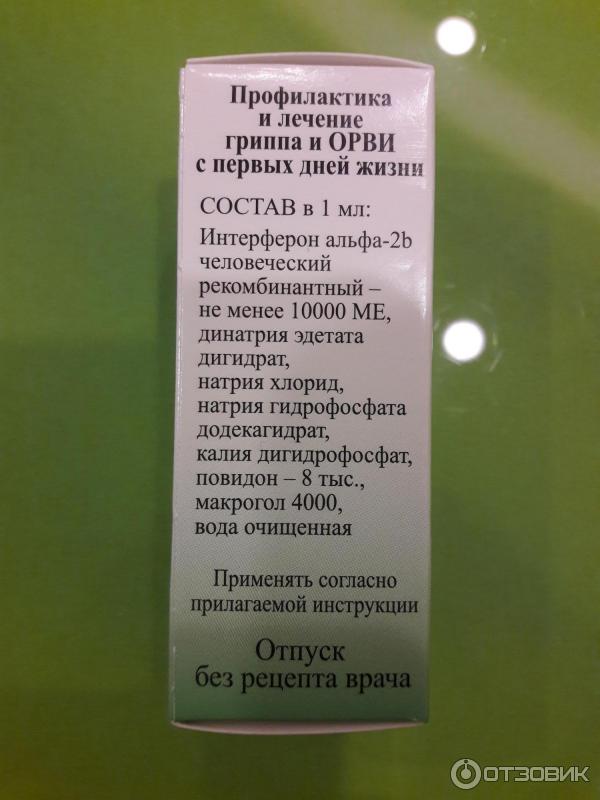 Профилактика
и лечение
гриппа и ОРВИ
с первых дней жизни
СОСТАВ в 1 мл:
Интерферон альфа-2b
человеческий
рекомбинантный –
не менее 10000 МЕ,
динатрия эдетата
дигидрат,
натрия хлорид,
натрия гидрофосфата
додекагидрат,
калия дигидрофосфат,
повидон – 8 тыс.,
макрогол 4000,
вода очищенная
Применять согласно
прилагаемой инструкции
Отпуск
без рецепта врача
ОТЗОВИК